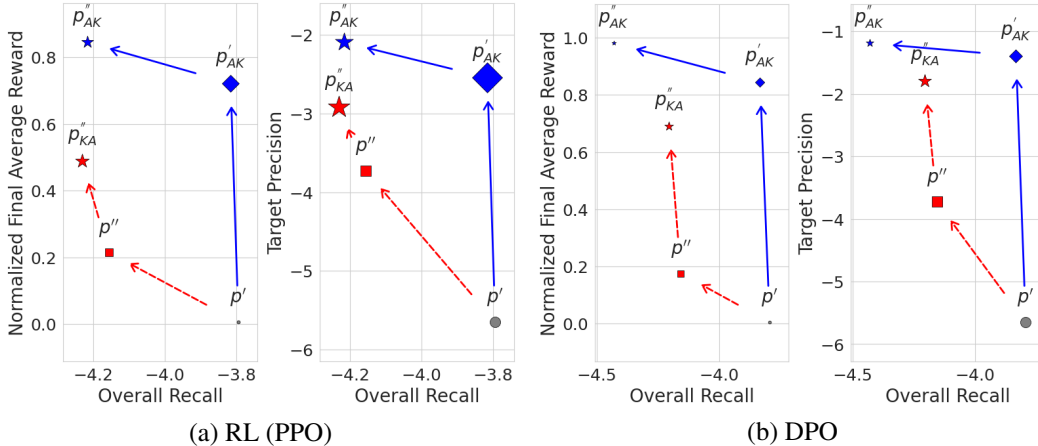 Normalized Final Average Reward
0.8
0.6
0.4
0.2
0.0
p''AK
p'AK
p''KA
p''
p'
−4.2
−4.0
−3.8
Overall Recall
Target Precision
−2
−3
−4
−5
−6
p''AK
p'AK
p''KA
p''
p'
−4.2
−4.0
−3.8
Overall Recall
(a) RL (PPO)
Normalized Final Average Reward
1.0
0.8
0.6
0.4
0.2
0.0
p''AK
p'AK
p''KA
p''
p'
−4.5
−4.0
Overall Recall
Target Precision
−1
−2
−3
−4
−5
−6
p''AK
p'AK
p''KA
p''
p'
−4.5
−4.0
Overall Recall
(b) DPO